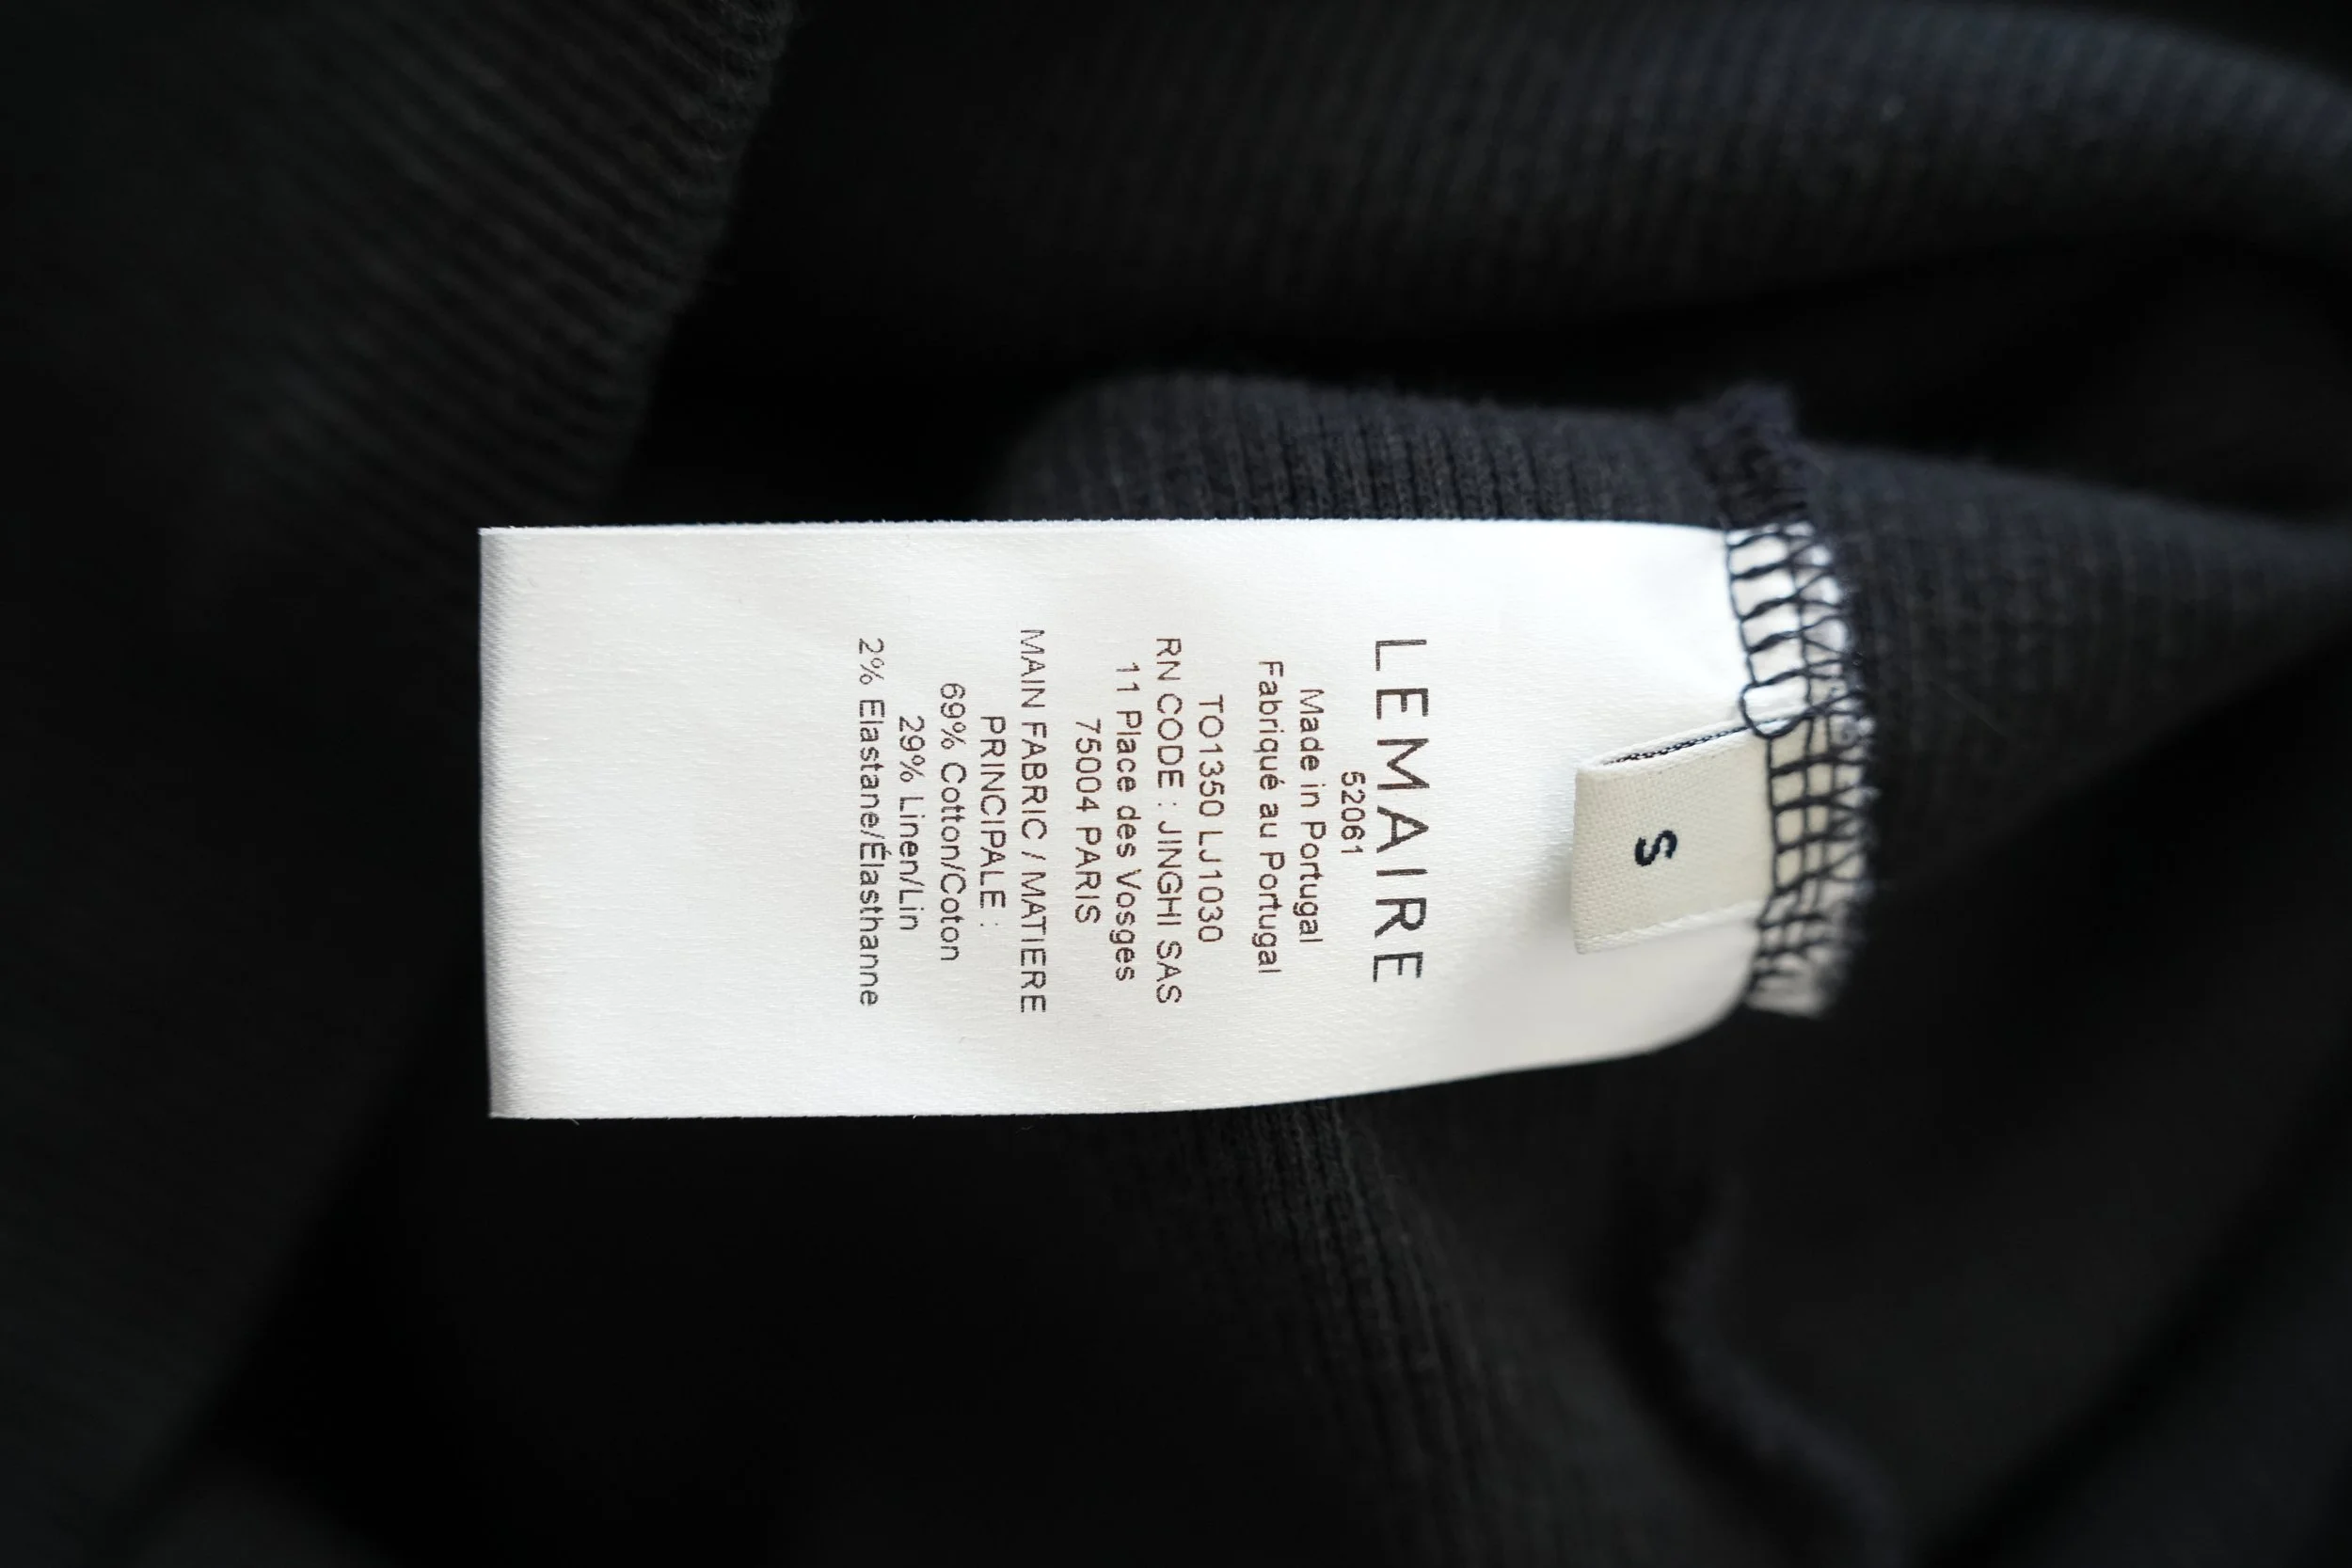 S
LEMAIRE
52061
Made in Portugal
Fabriqué au Portugal
TO1350 LJ1030
RN CODE : JINGHI SAS
11 Place des Vosges
75004 PARIS
MAIN FABRIC / MATIERE
PRINCIPALE :
69% Cotton/Coton
29% Linen/Lin
2% Elastane/Élasthanne